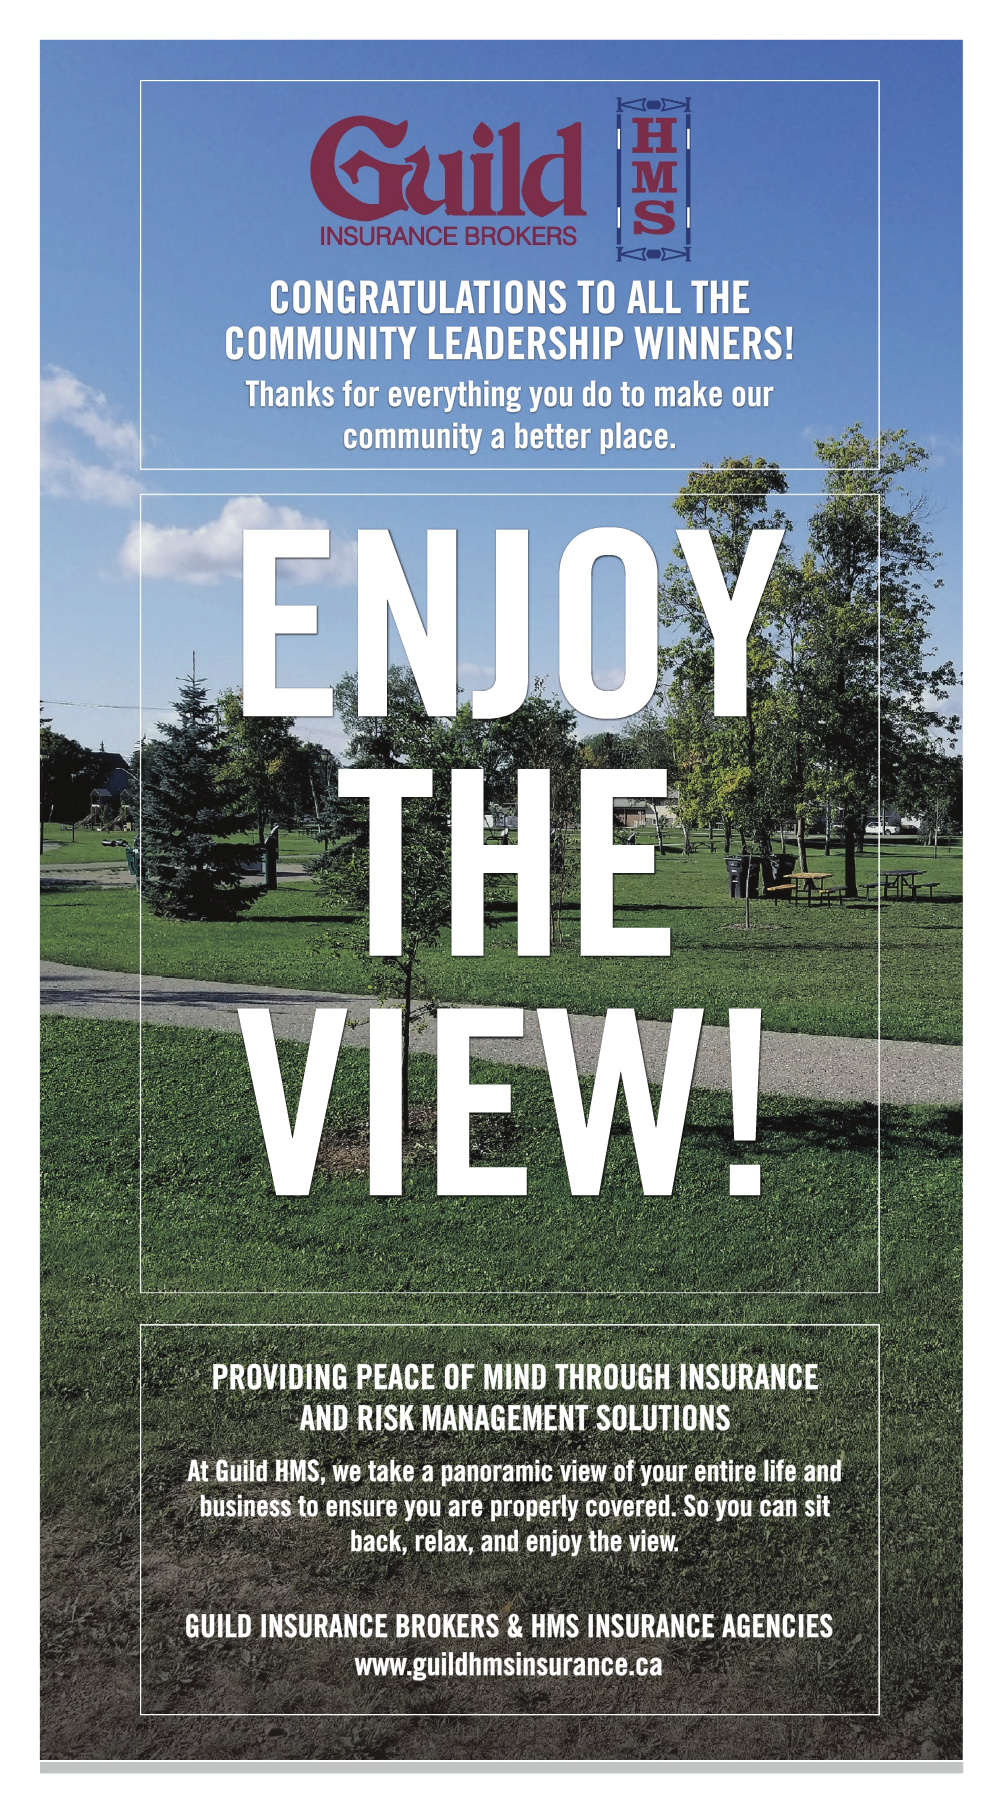 Guild
INSURANCE BROKERS
H
M
S
CONGRATULATIONS TO ALL THE
COMMUNITY LEADERSHIP WINNERS!
Thanks for everything you do to make our
community a better place.
ENJOY
THE
VIEW!
PROVIDING PEACE OF MIND THROUGH INSURANCE
AND RISK MANAGEMENT SOLUTIONS
At Guild HMS, we take a panoramic view of your entire life and
business to ensure you are properly covered. So you can sit
back, relax, and enjoy the view.
GUILD INSURANCE BROKERS & HMS INSURANCE AGENCIES
www.guildhmsinsurance.ca